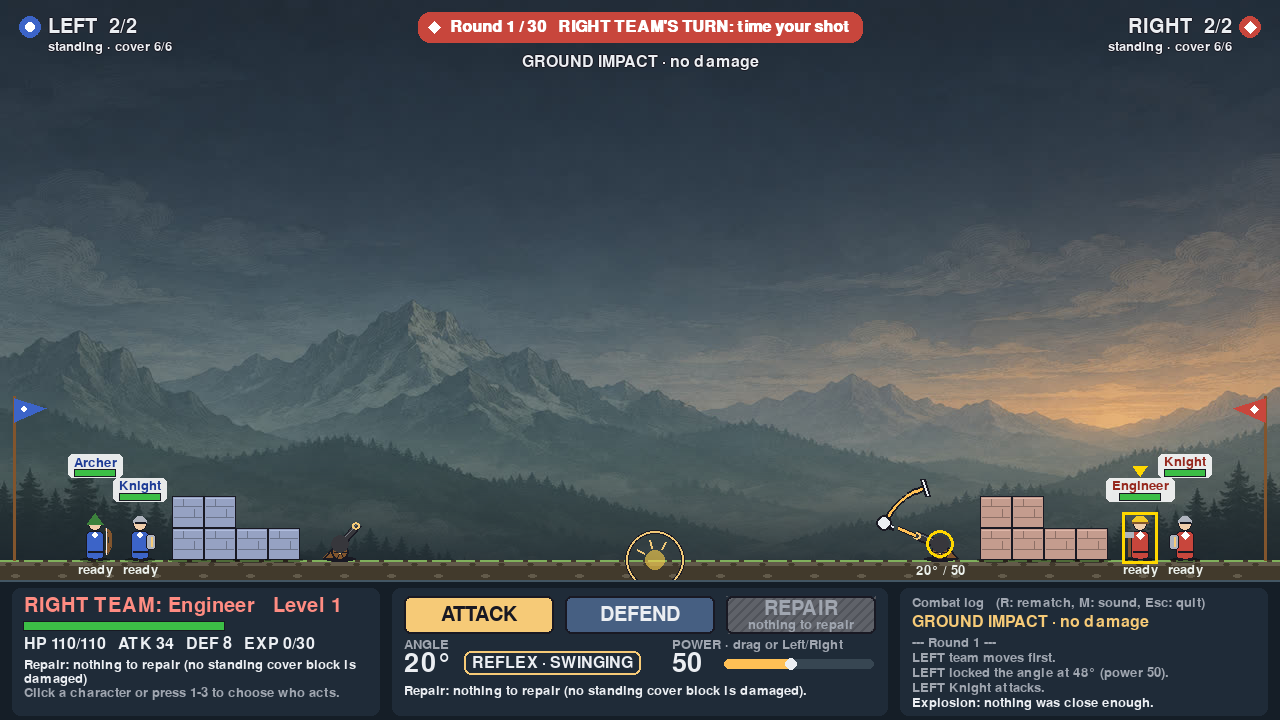 LEFT 2/2
standing · cover 6/6
Round 1 / 30 RIGHT TEAM'S TURN: time your shot
GROUND IMPACT · no damage
RIGHT 2/2
standing · cover 6/6
Archer
Knight
ready
ready
20° / 50
Knight
Engineer
ready
ready
RIGHT TEAM: Engineer Level 1
HP 110/110 ATK 34 DEF 8 EXP 0/30
Repair: nothing to repair (no standing cover block is
damaged)
Click a character or press 1-3 to choose who acts.
ATTACK
DEFEND
REPAIR
nothing to repair
ANGLE
20°
REFLEX · SWINGING
POWER · drag or Left/Right
50
Repair: nothing to repair (no standing cover block is damaged).
Combat log (R: rematch, M: sound, Esc: quit)
GROUND IMPACT · no damage
--- Round 1 ---
LEFT team moves first.
LEFT locked the angle at 48° (power 50).
LEFT Knight attacks.
Explosion: nothing was close enough.